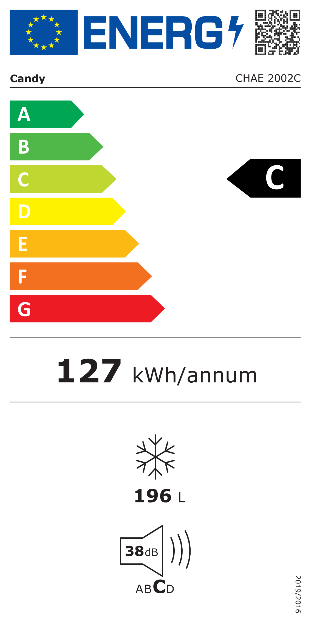 ENERG
Candy CHAE 2002C
A
B
C
D
E
F
G
C
127 kWh/annum
196 L
38dB
ABCD
2019/2016